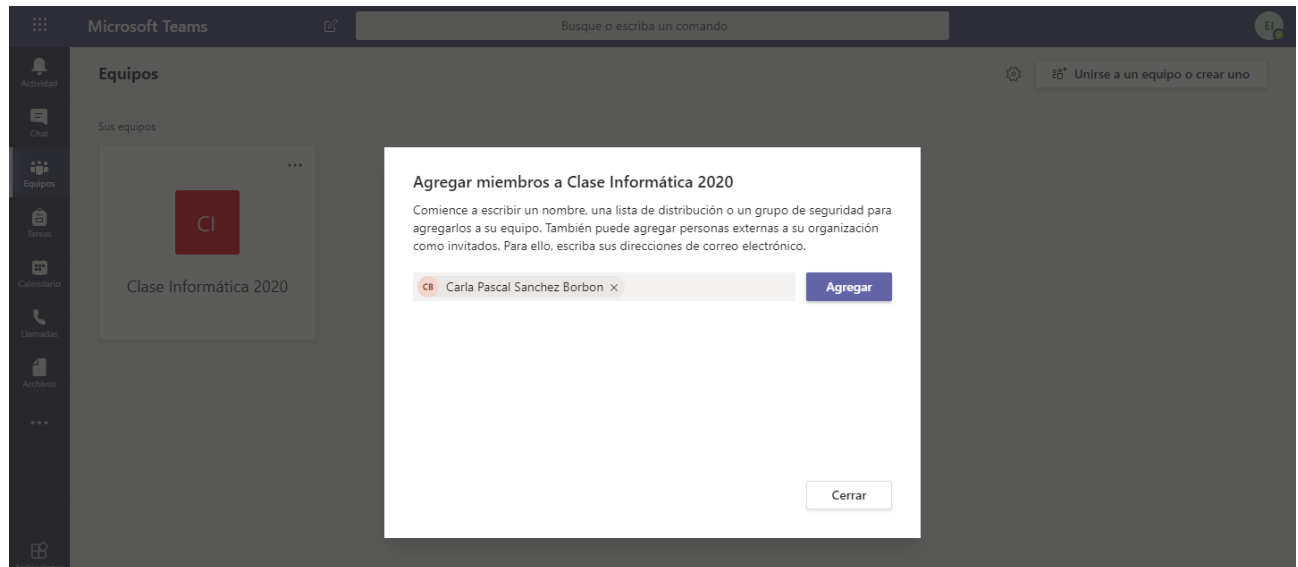 Microsoft Teams
Busque o escriba un comando
EI
Actividad
Equipos
Unirse a un equipo o crear uno
Chat
Sus equipos
Equipos
Tareas
Calendario
Llamadas
Archivos
CI
Clase Informática 2020
Agregar miembros a Clase Informática 2020
Comience a escribir un nombre, una lista de distribución o un grupo de seguridad para
agregarlos a su equipo. También puede agregar personas externas a su organización
como invitados. Para ello, escriba sus direcciones de correo electrónico.
CB Carla Pascal Sanchez Borbon ×
Agregar
Cerrar